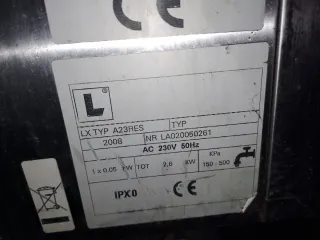 CE
L
LX TYP A23RES TYP
2008 NR LA020050261
AC 230V 50Hz
1 x 0.05 kW TOT 2,8 kW KPa 150 - 500
IPX0 CE